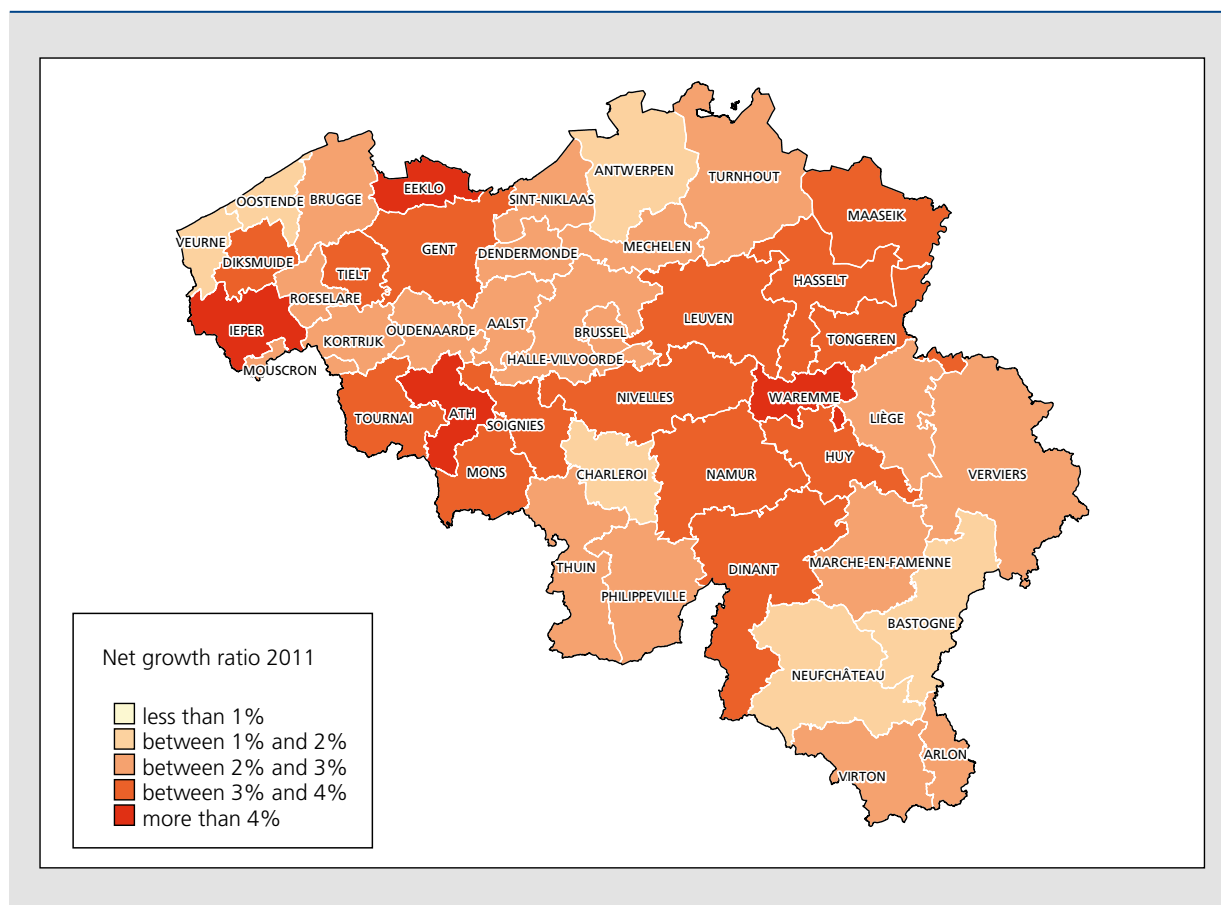 ANTWERPEN
TURNHOUT
EEKLO
SINT-NIKLAAS
OOSTENDE
BRUGGE
MAASEIK
VEURNE
GENT
MECHELEN
DENDERMONDE
DIKSMUIDE
TIELT
HASSELT
ROESELARE
IEPER
LEUVEN
AALST
OUDENAARDE
BRUSSEL
KORTRIJK
TONGEREN
HALLE-VILVOORDE
MOUSCRON
NIVELLES
WAREMME
ATH
TOURNAI
LIÈGE
SOIGNIES
HUY
MONS
CHARLEROI
NAMUR
VERVIERS
MARCHE-EN-FAMENNE
THUIN
DINANT
PHILIPPEVILLE
BASTOGNE
NEUFCHÂTEAU
ARLON
VIRTON
Net growth ratio 2011
less than 1%
between 1% and 2%
between 2% and 3%
between 3% and 4%
more than 4%